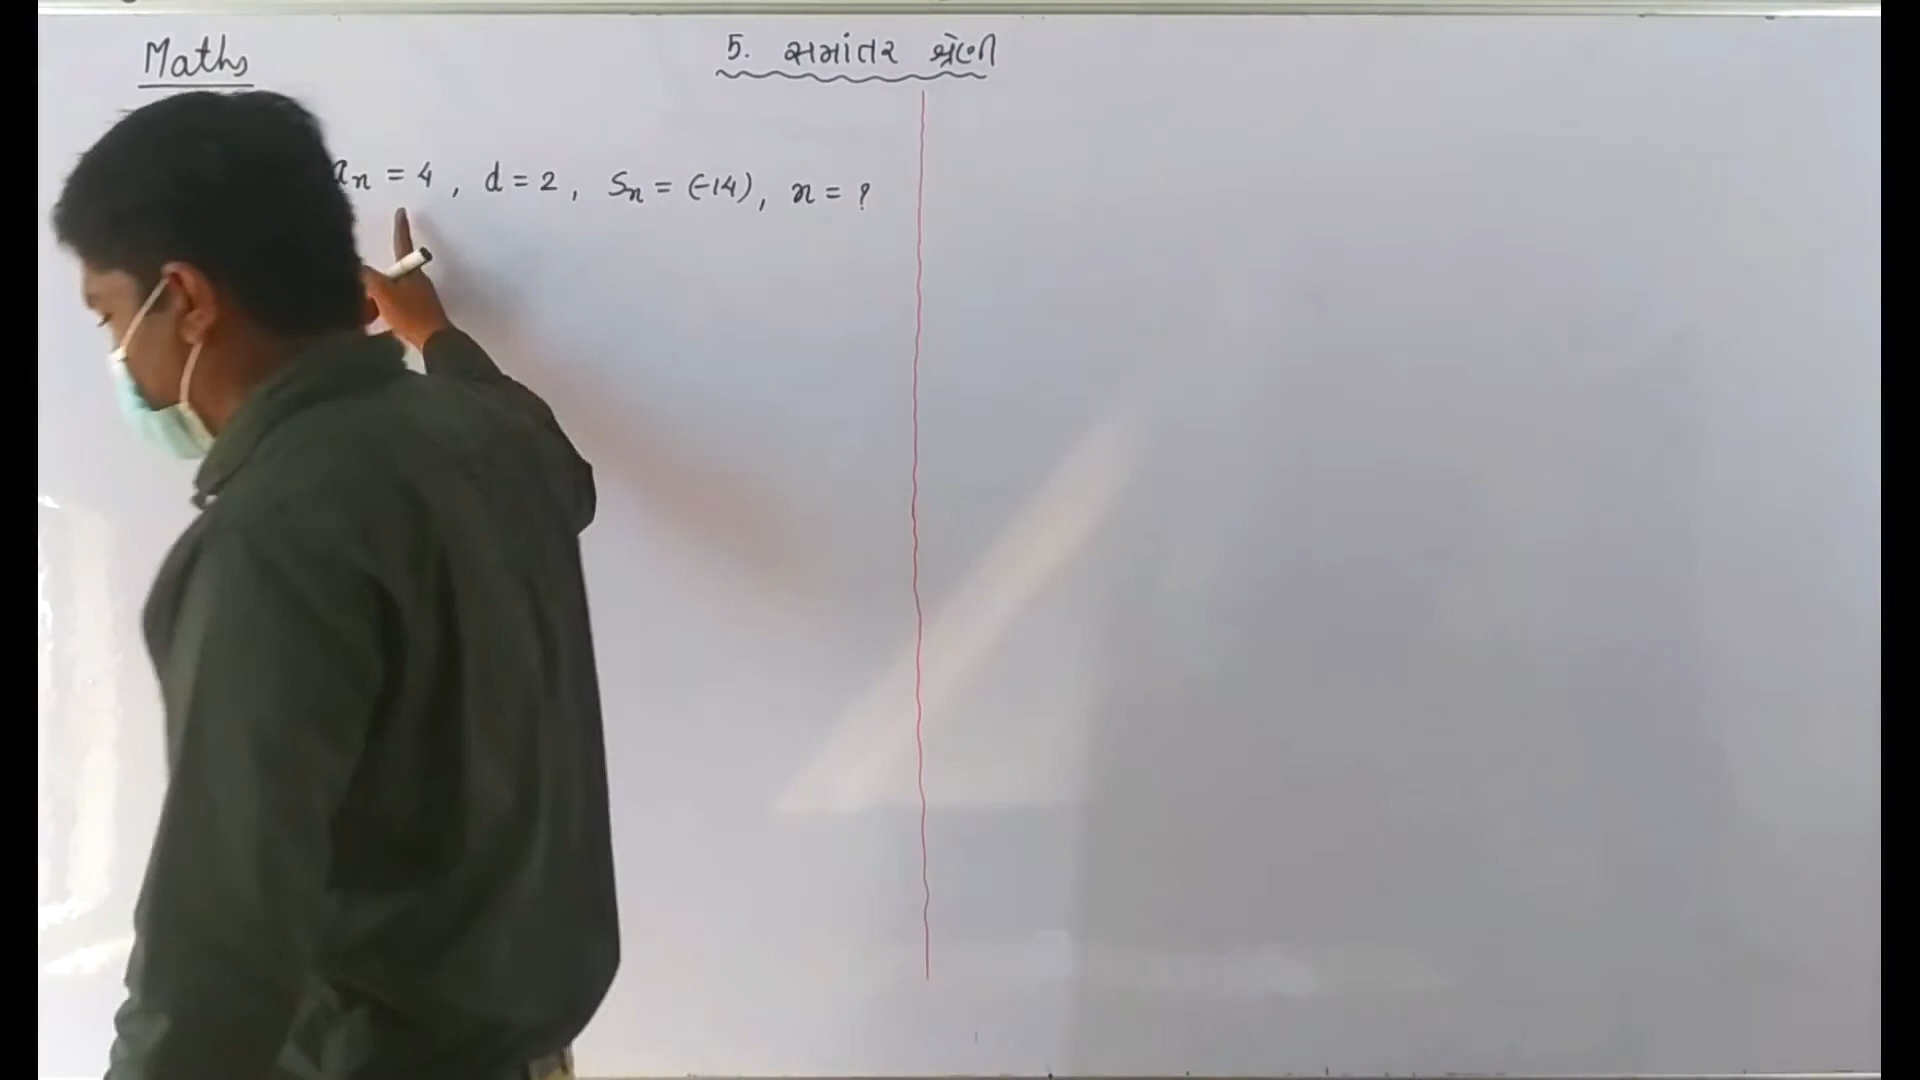 Maths
5. સમાંતર શ્રેણી
an = 4 , d = 2 , Sn = (-14) , n = ?